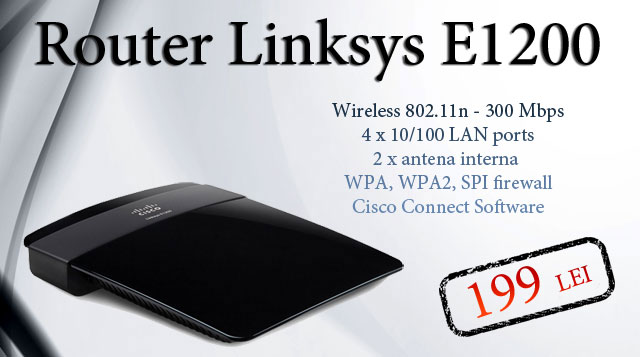 Router Linksys E1200
Wireless 802.11n - 300 Mbps
4 x 10/100 LAN ports
2 x antena interna
WPA, WPA2, SPI firewall
Cisco Connect Software
CISCO
199 LEI